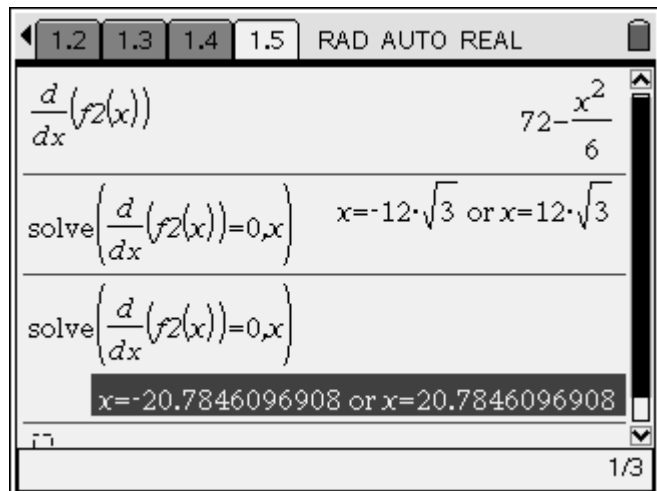 1.2 1.3 1.4 1.5 RAD AUTO REAL
d/dx(f2(x)) 72-x²/6
solve(d/dx(f2(x))=0,x) x=-12·√3 or x=12·√3
solve(d/dx(f2(x))=0,x)
x=-20.7846096908 or x=20.7846096908
1/3